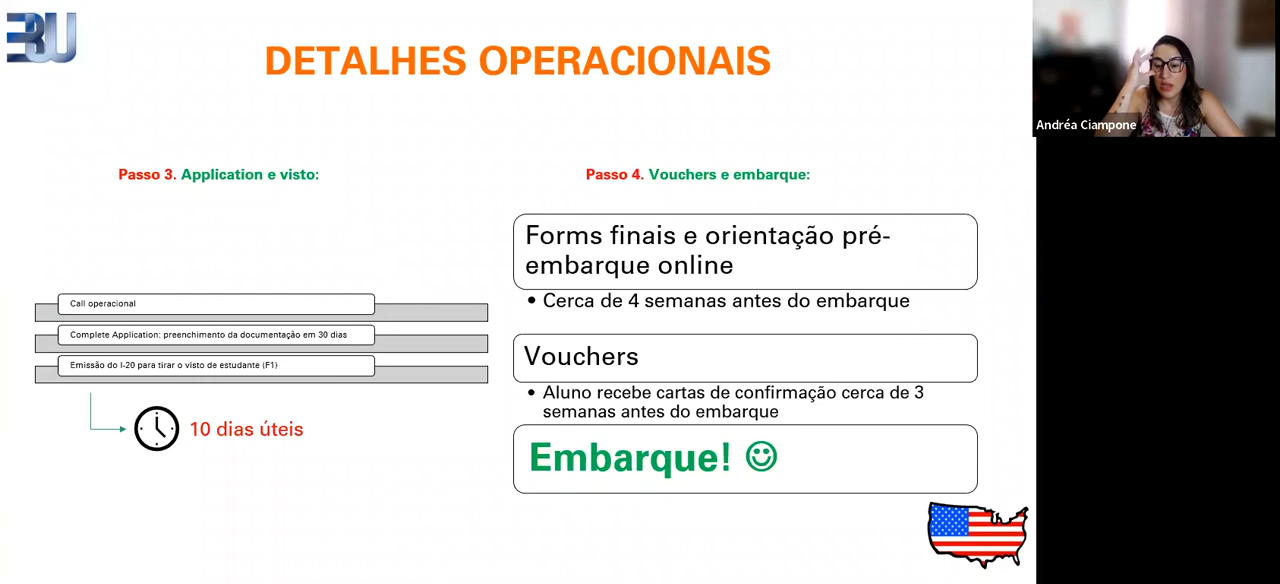 3RU
DETALHES OPERACIONAIS
Andréa Ciampone
Passo 3. Application e visto:
Call operacional
Complete Application: preenchimento da documentação em 30 dias
Emissão do I-20 para tirar o visto de estudante (F1)
10 dias úteis
Passo 4. Vouchers e embarque:
Forms finais e orientação pré-
embarque online
• Cerca de 4 semanas antes do embarque
Vouchers
• Aluno recebe cartas de confirmação cerca de 3
semanas antes do embarque
Embarque! ☺